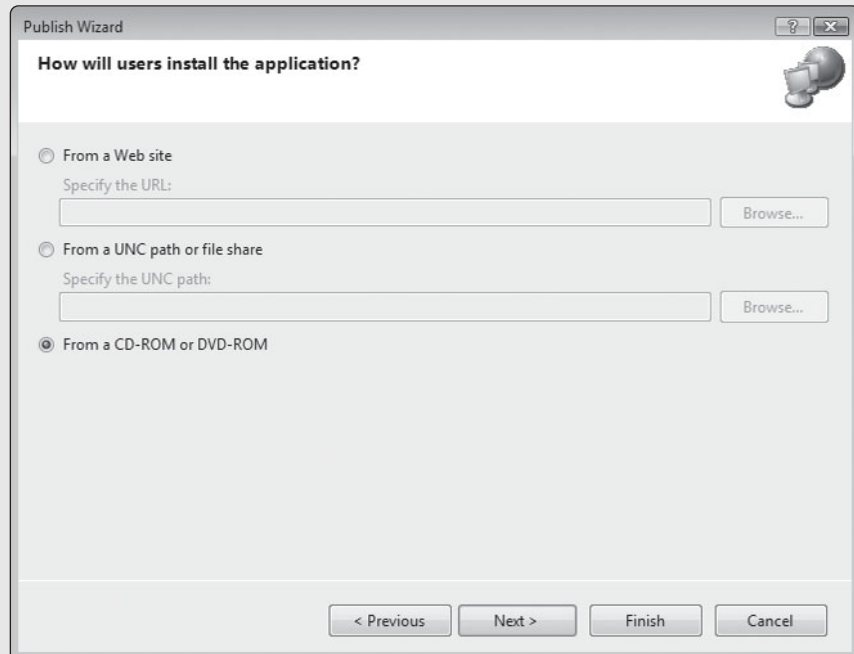 Publish Wizard
How will users install the application?
From a Web site
Specify the URL:
Browse...
From a UNC path or file share
Specify the UNC path:
Browse...
From a CD-ROM or DVD-ROM
< Previous
Next >
Finish
Cancel